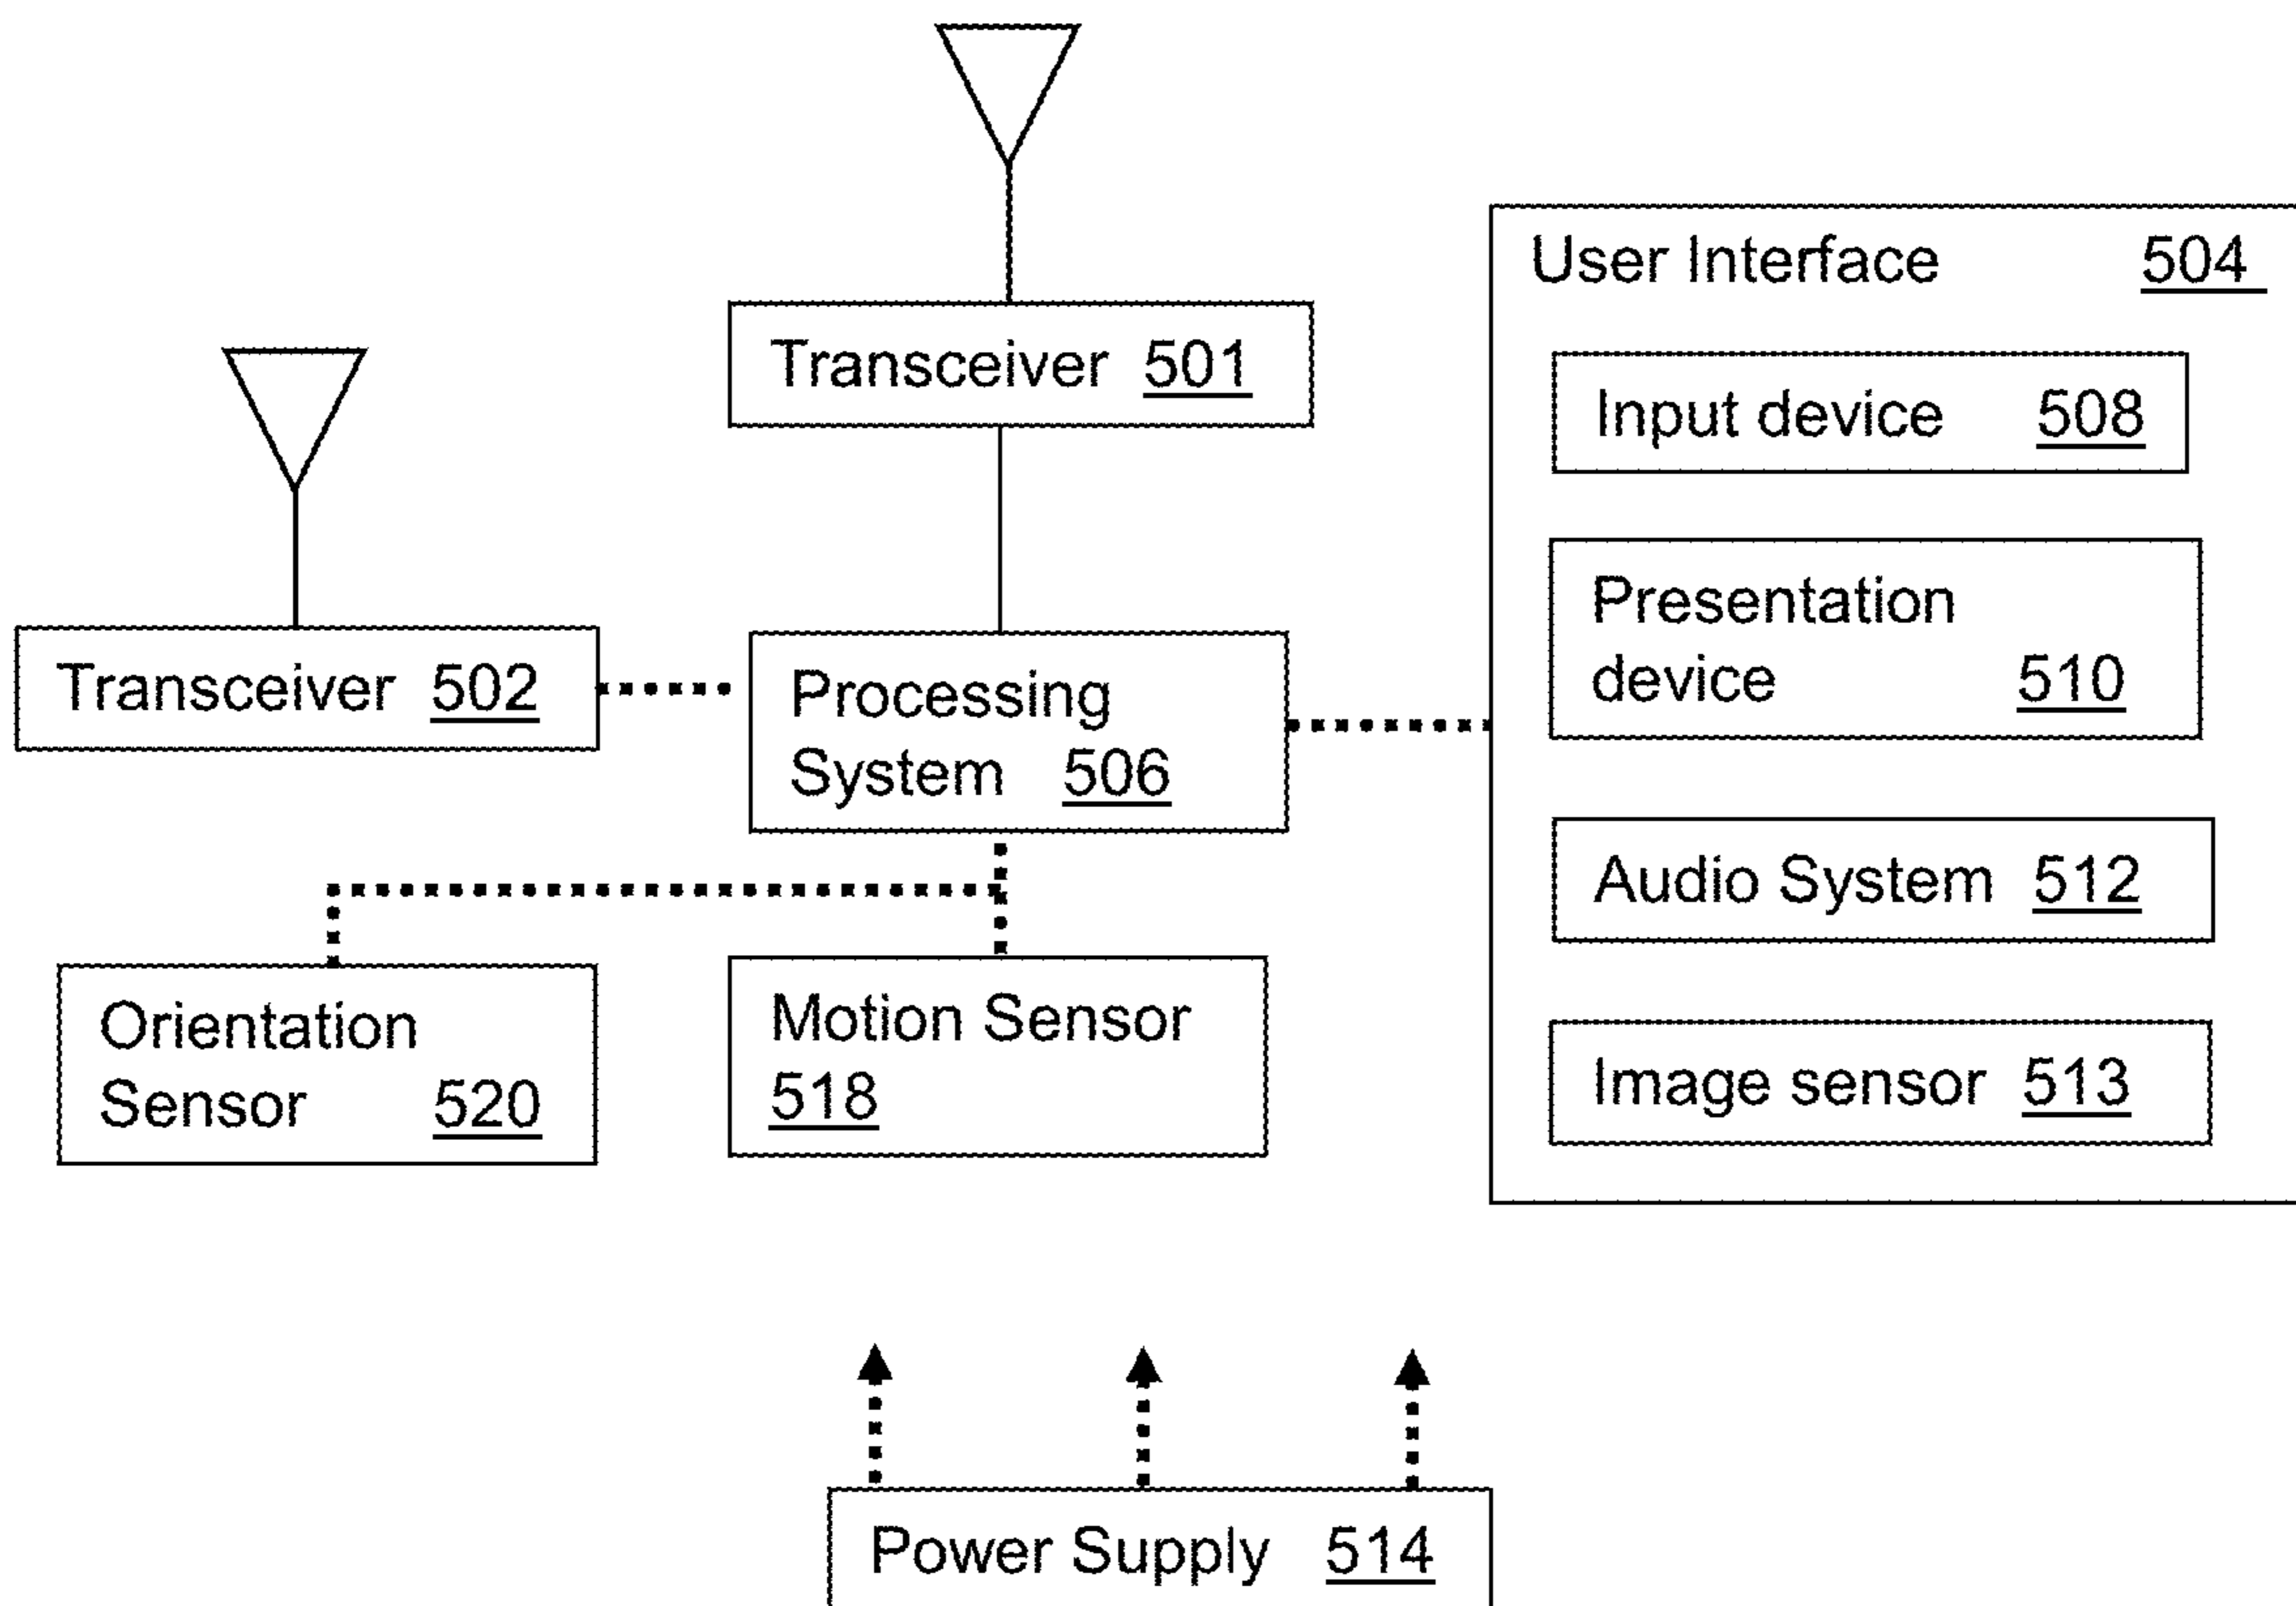 Transceiver 501
Transceiver 502
Processing
System 506
Orientation
Sensor 520
Motion Sensor
518
User Interface 504
Input device 508
Presentation
device 510
Audio System 512
Image sensor 513
Power Supply 514